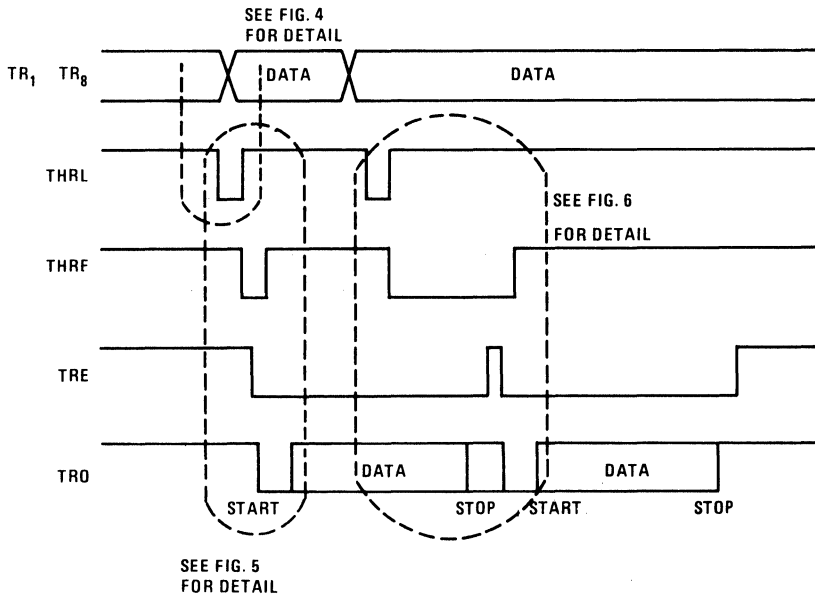 SEE FIG. 4
FOR DETAIL
TR1 TR8 DATA DATA
THRL
SEE FIG. 6
THRF
FOR DETAIL
TRE
TRO DATA DATA
START STOP START STOP
SEE FIG. 5
FOR DETAIL